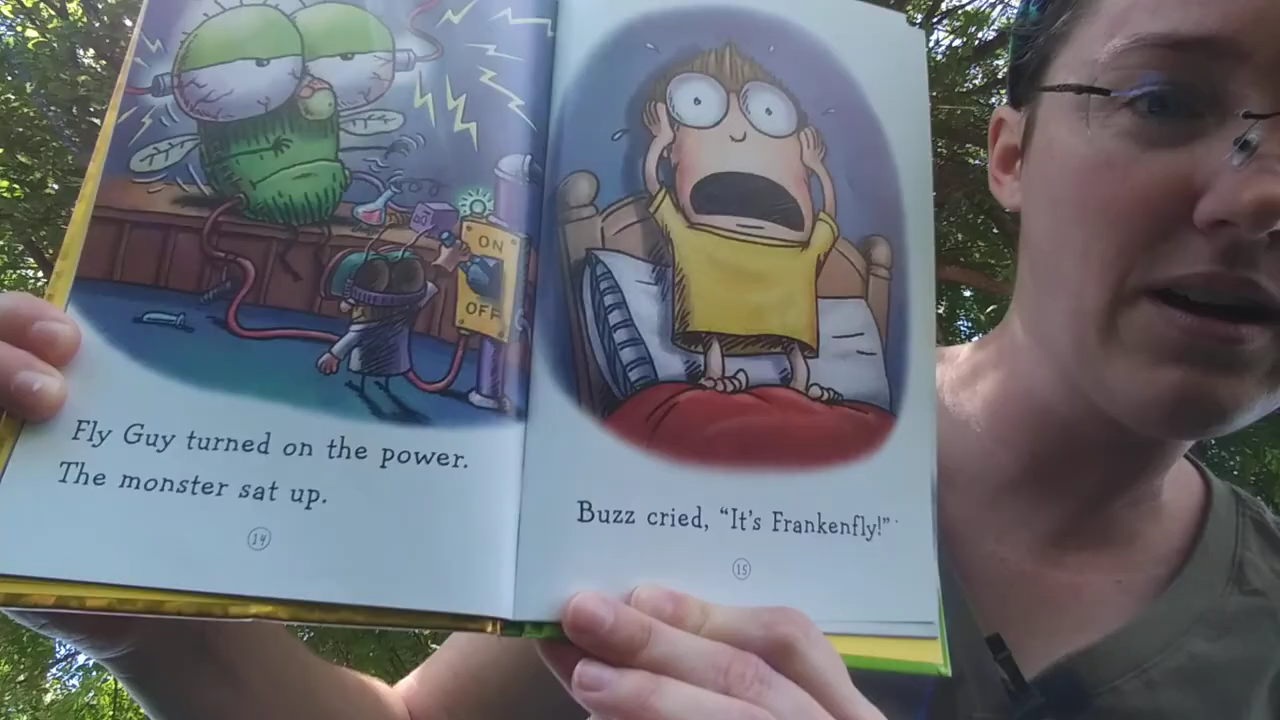 ON
OFF
Fly Guy turned on the power.
The monster sat up.
14
Buzz cried, “It’s Frankenfly!”
15